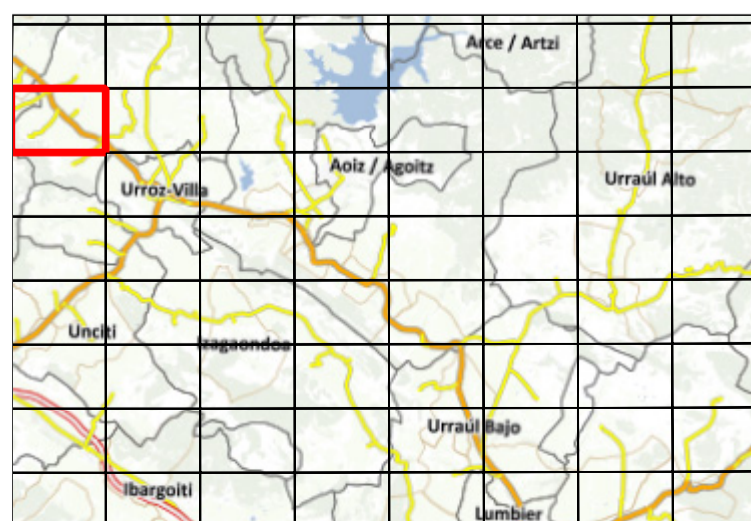 Arce / Artzi
Aoiz / Agoitz
Urroz-Villa
Urraúl Alto
Unciti
Izagaondoa
Urraúl Bajo
Ibargoiti
Lumbier